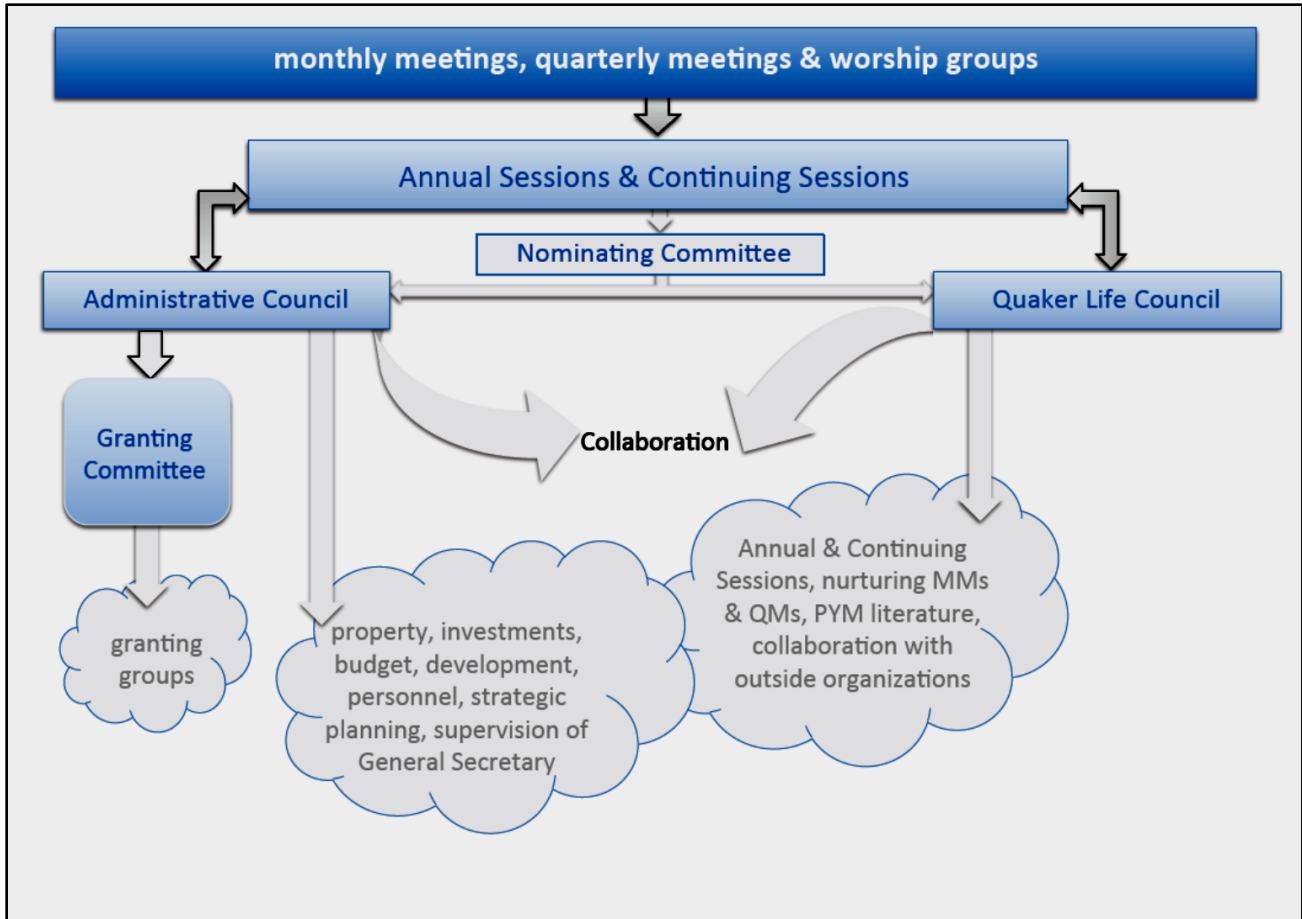 monthly meetings, quarterly meetings & worship groups
Annual Sessions & Continuing Sessions
Nominating Committee
Administrative Council
Quaker Life Council
Granting
Committee
Collaboration
Annual & Continuing
Sessions, nurturing MMs
& QMs, PYM literature,
collaboration with
outside organizations
granting
groups
property, investments,
budget, development,
personnel, strategic
planning, supervision of
General Secretary